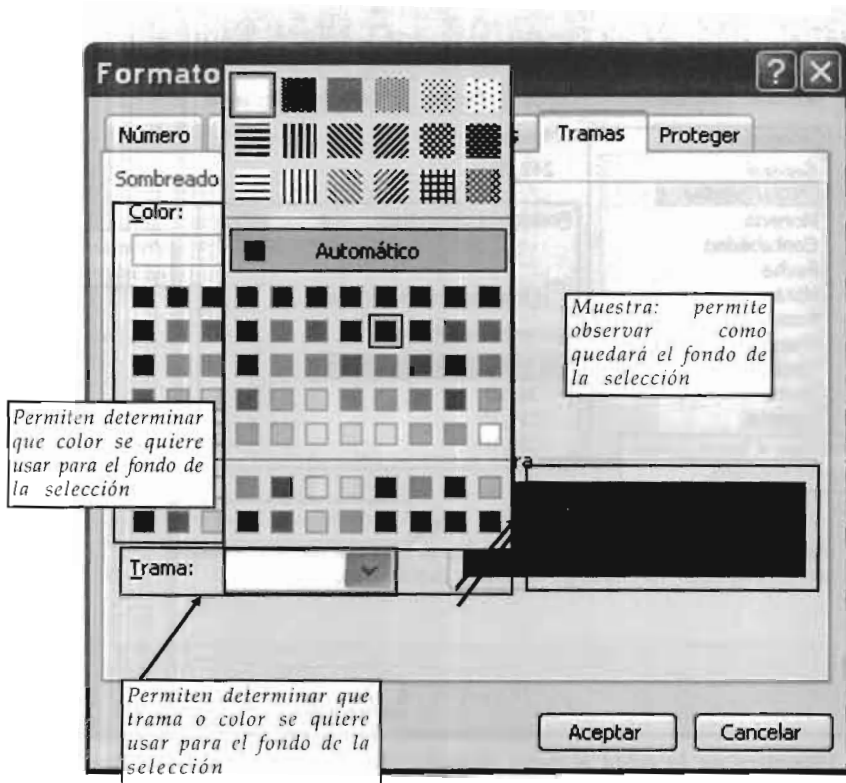 Formato
Número
s
Tramas
Proteger
Sombreado
Color:
Automático
Muestra: permite
observar como
quedará el fondo de
la selección
Permiten determinar
que color se quiere
usar para el fondo de
la selección
ra
Trama:
Permiten determinar que
trama o color se quiere
usar para el fondo de la
selección
Aceptar
Cancelar